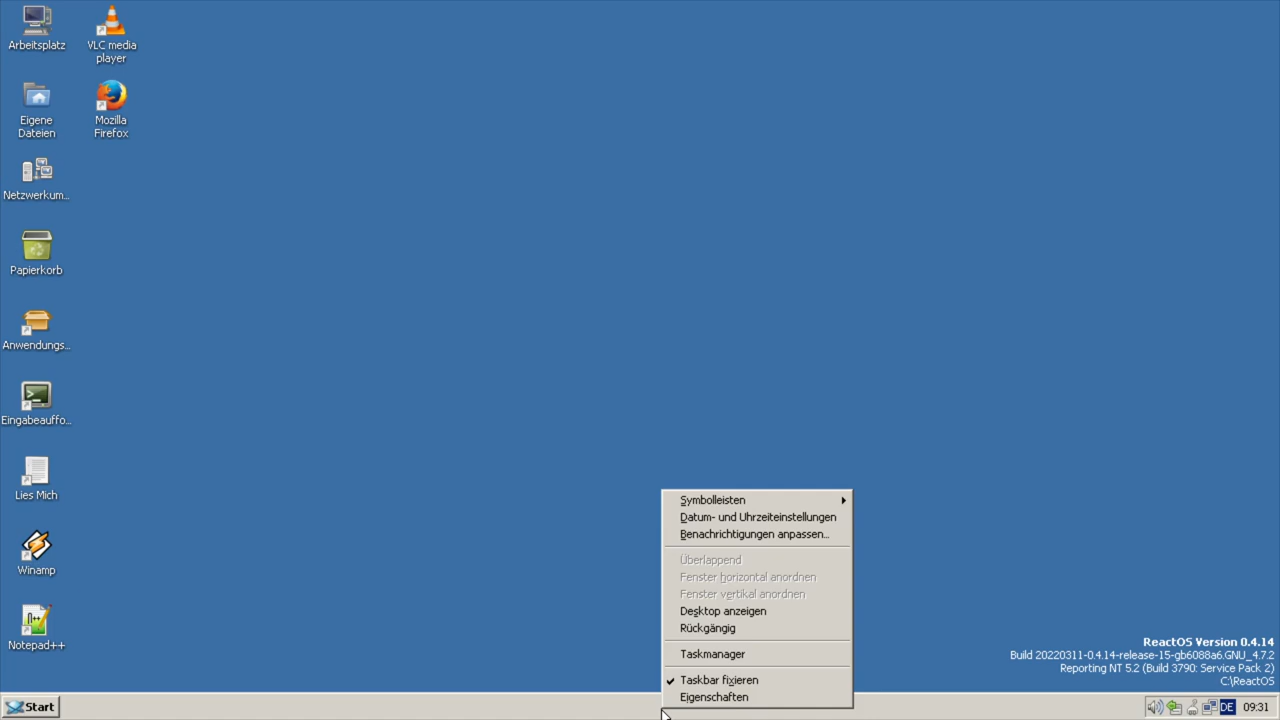 Arbeitsplatz
VLC media
player
Eigene
Dateien
Mozilla
Firefox
Netzwerkum...
Papierkorb
Anwendungs...
Eingabeauffo...
Lies Mich
Winamp
Notepad++
Symbolleisten
Datum- und Uhrzeiteinstellungen
Benachrichtigungen anpassen...
Überlappend
Fenster horizontal anordnen
Fenster vertikal anordnen
Desktop anzeigen
Rückgängig
Taskmanager
Taskbar fixieren
Eigenschaften
ReactOS Version 0.4.14
Build 20220311-0.4.14-release-15-gb6088a6.GNU_4.7.2
Reporting NT 5.2 (Build 3790: Service Pack 2)
C:\ReactOS
Start
DE 09:31